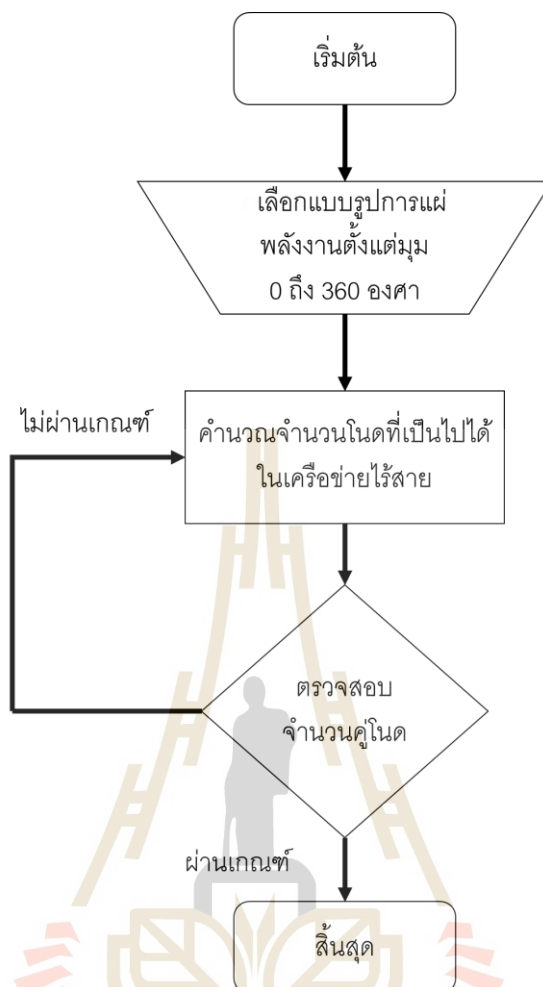 เริ่มต้น
เลือกแบบรูปการแผ่
พลังงานตั้งแต่มุม
0 ถึง 360 องศา
ไม่ผ่านเกณฑ์
คำนวณจำนวนโนดที่เป็นไปได้
ในเครือข่ายไร้สาย
ตรวจสอบ
จำนวนคู่โนด
ผ่านเกณฑ์
สิ้นสุด